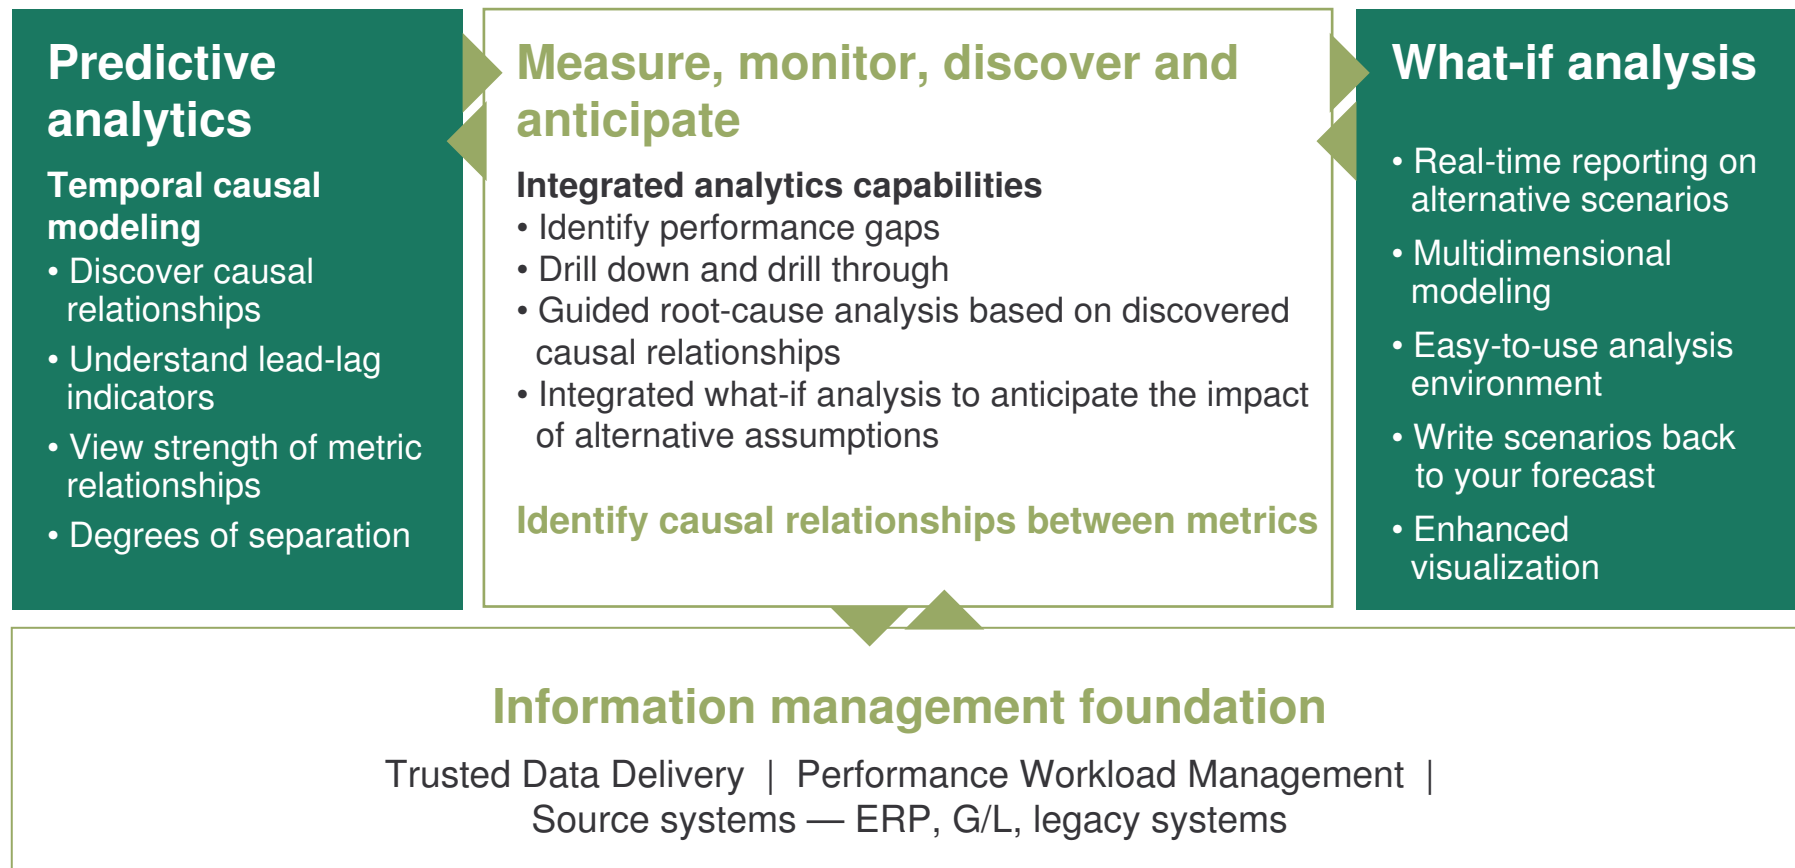 Predictive
analytics
Temporal causal
modeling
• Discover causal
relationships
• Understand lead-lag
indicators
• View strength of metric
relationships
• Degrees of separation
Measure, monitor, discover and
anticipate
Integrated analytics capabilities
• Identify performance gaps
• Drill down and drill through
• Guided root-cause analysis based on discovered
causal relationships
• Integrated what-if analysis to anticipate the impact
of alternative assumptions
Identify causal relationships between metrics
What-if analysis
• Real-time reporting on
alternative scenarios
• Multidimensional
modeling
• Easy-to-use analysis
environment
• Write scenarios back
to your forecast
• Enhanced
visualization
Information management foundation
Trusted Data Delivery | Performance Workload Management |
Source systems — ERP, G/L, legacy systems